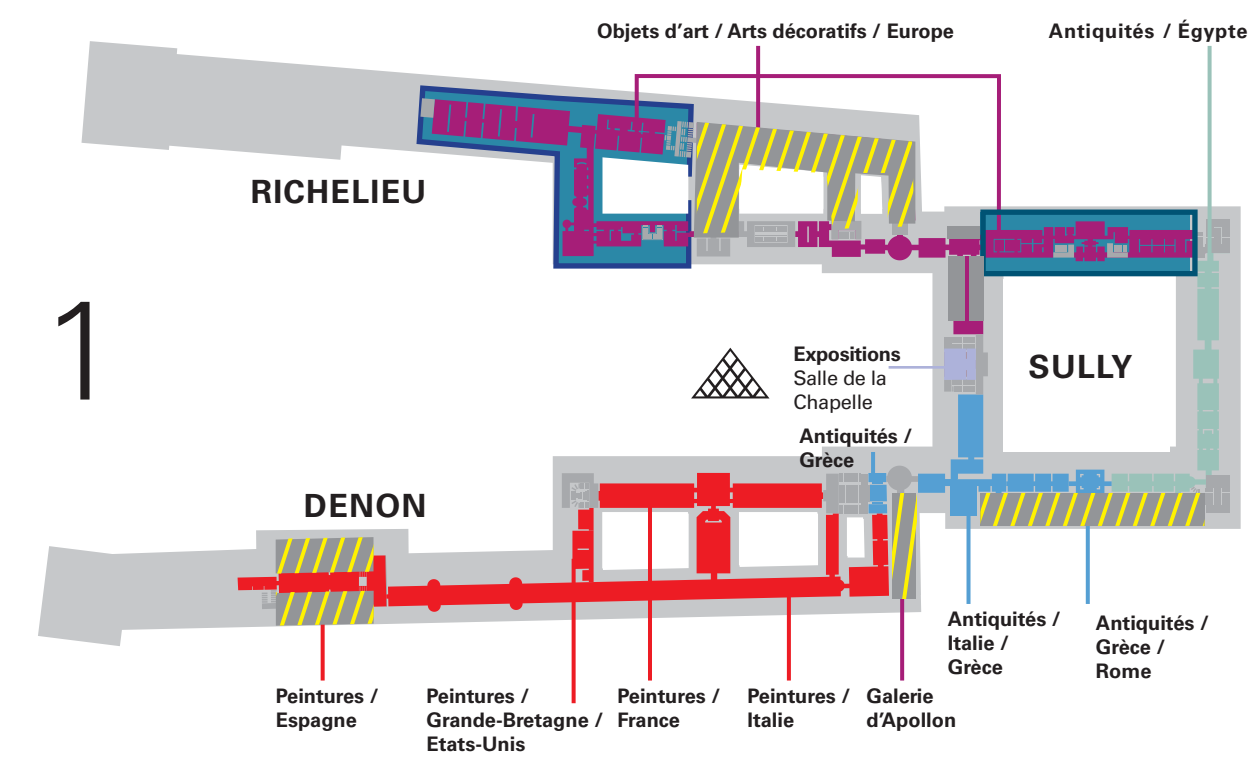 Objets d'art / Arts décoratifs / Europe
Antiquités / Égypte
RICHELIEU
1
Expositions
Salle de la
Chapelle
SULLY
Antiquités /
Grèce
DENON
Antiquités /
Italie /
Grèce
Antiquités /
Grèce /
Rome
Peintures /
Espagne
Peintures /
Grande-Bretagne /
Etats-Unis
Peintures /
France
Peintures /
Italie
Galerie
d'Apollon